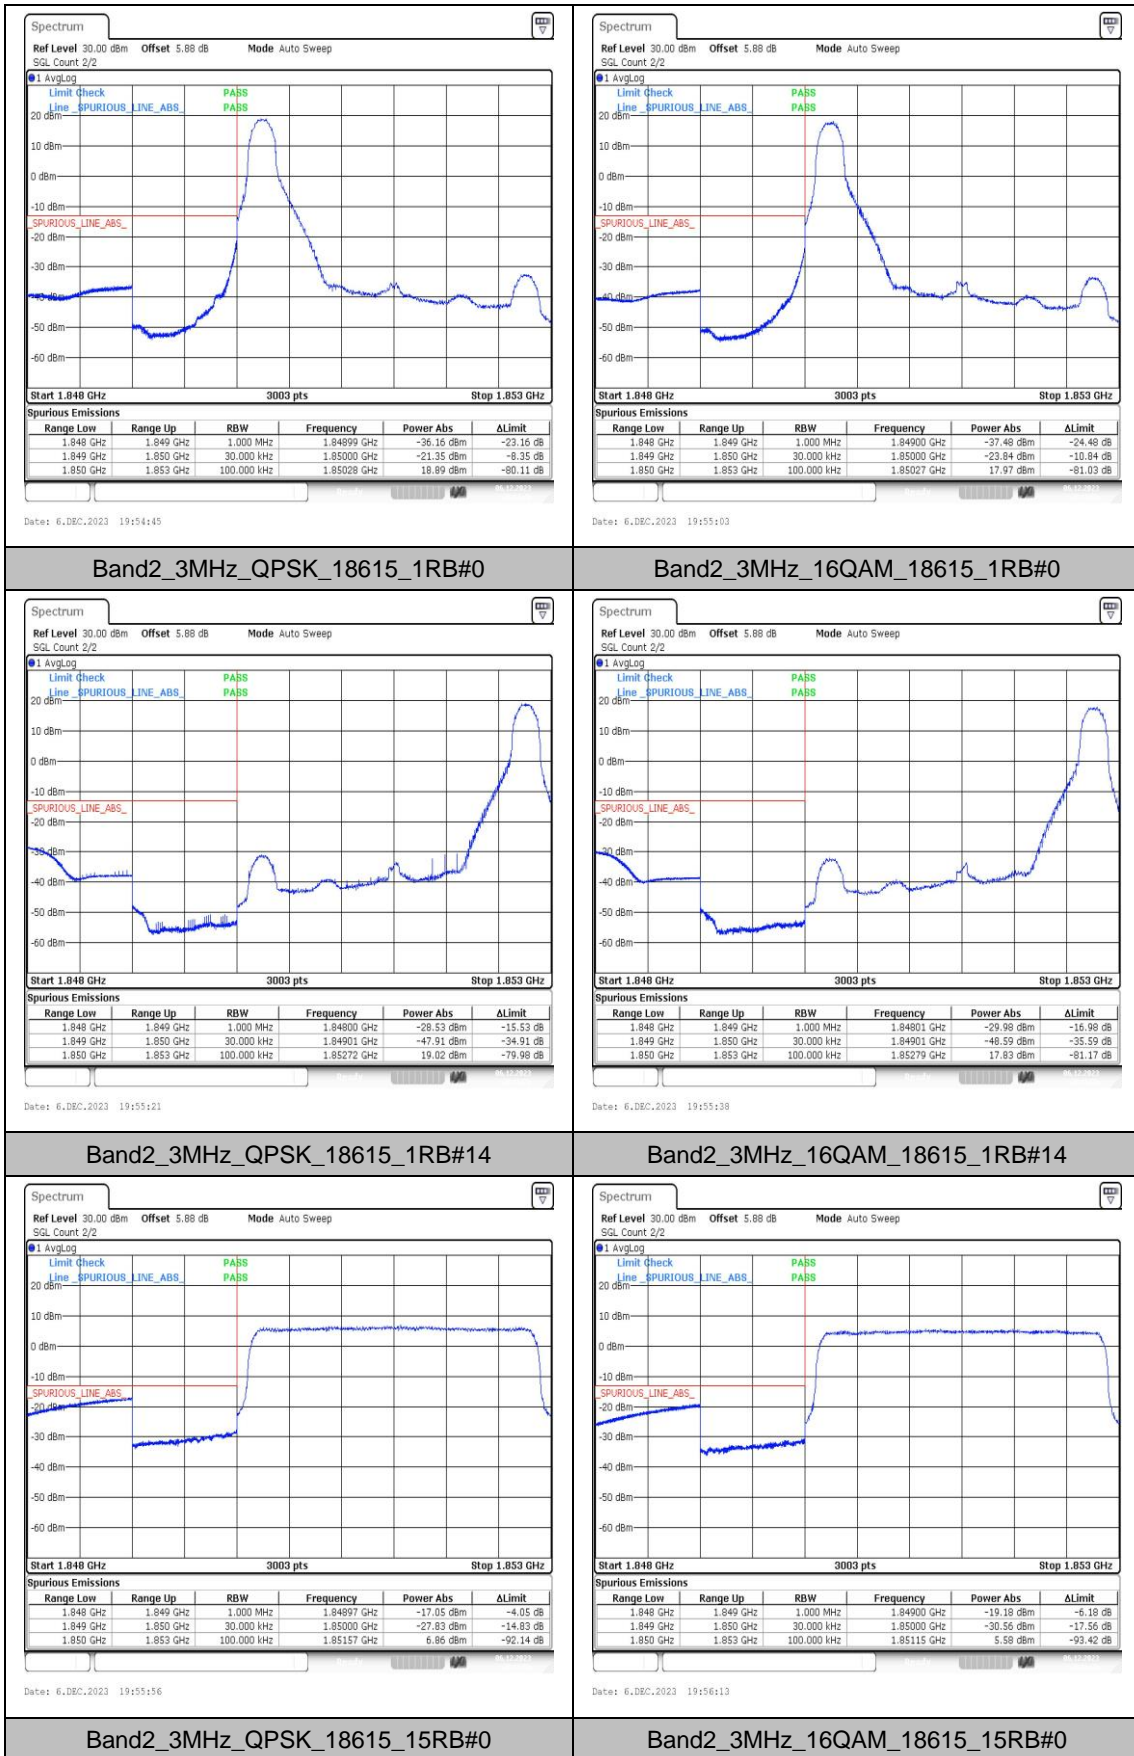 Spectrum
Ref Level 30.00 dBm Offset 5.88 dB Mode Auto Sweep
SGL Count 2/2
1 AvgLog
Limit Check PASS
Line _SPURIOUS_LINE_ABS_ PASS
20 dBm
10 dBm
0 dBm
-10 dBm
_SPURIOUS_LINE_ABS_
-20 dBm
-30 dBm
-40 dBm
-50 dBm
-60 dBm
Start 1.848 GHz 3003 pts Stop 1.853 GHz
Spurious Emissions
Range Low Range Up RBW Frequency Power Abs ΔLimit
1.848 GHz 1.849 GHz 1.000 MHz 1.84899 GHz -36.16 dBm -23.16 dB
1.849 GHz 1.850 GHz 30.000 kHz 1.85000 GHz -21.35 dBm -8.35 dB
1.850 GHz 1.853 GHz 100.000 kHz 1.85028 GHz 18.89 dBm -80.11 dB
Date: 6.DEC.2023 19:54:45
Band2_3MHz_QPSK_18615_1RB#0
Spectrum
Ref Level 30.00 dBm Offset 5.88 dB Mode Auto Sweep
SGL Count 2/2
1 AvgLog
Limit Check PASS
Line _SPURIOUS_LINE_ABS_ PASS
20 dBm
10 dBm
0 dBm
-10 dBm
_SPURIOUS_LINE_ABS_
-20 dBm
-30 dBm
-40 dBm
-50 dBm
-60 dBm
Start 1.848 GHz 3003 pts Stop 1.853 GHz
Spurious Emissions
Range Low Range Up RBW Frequency Power Abs ΔLimit
1.848 GHz 1.849 GHz 1.000 MHz 1.84900 GHz -37.48 dBm -24.48 dB
1.849 GHz 1.850 GHz 30.000 kHz 1.85000 GHz -23.84 dBm -10.84 dB
1.850 GHz 1.853 GHz 100.000 kHz 1.85027 GHz 17.97 dBm -81.03 dB
Date: 6.DEC.2023 19:55:03
Band2_3MHz_16QAM_18615_1RB#0
Spectrum
Ref Level 30.00 dBm Offset 5.88 dB Mode Auto Sweep
SGL Count 2/2
1 AvgLog
Limit Check PASS
Line _SPURIOUS_LINE_ABS_ PASS
20 dBm
10 dBm
0 dBm
-10 dBm
_SPURIOUS_LINE_ABS_
-20 dBm
-30 dBm
-40 dBm
-50 dBm
-60 dBm
Start 1.848 GHz 3003 pts Stop 1.853 GHz
Spurious Emissions
Range Low Range Up RBW Frequency Power Abs ΔLimit
1.848 GHz 1.849 GHz 1.000 MHz 1.84800 GHz -28.53 dBm -15.53 dB
1.849 GHz 1.850 GHz 30.000 kHz 1.84901 GHz -47.91 dBm -34.91 dB
1.850 GHz 1.853 GHz 100.000 kHz 1.85272 GHz 19.02 dBm -79.98 dB
Date: 6.DEC.2023 19:55:21
Band2_3MHz_QPSK_18615_1RB#14
Spectrum
Ref Level 30.00 dBm Offset 5.88 dB Mode Auto Sweep
SGL Count 2/2
1 AvgLog
Limit Check PASS
Line _SPURIOUS_LINE_ABS_ PASS
20 dBm
10 dBm
0 dBm
-10 dBm
_SPURIOUS_LINE_ABS_
-20 dBm
-30 dBm
-40 dBm
-50 dBm
-60 dBm
Start 1.848 GHz 3003 pts Stop 1.853 GHz
Spurious Emissions
Range Low Range Up RBW Frequency Power Abs ΔLimit
1.848 GHz 1.849 GHz 1.000 MHz 1.84801 GHz -29.98 dBm -16.98 dB
1.849 GHz 1.850 GHz 30.000 kHz 1.84901 GHz -48.59 dBm -35.59 dB
1.850 GHz 1.853 GHz 100.000 kHz 1.85279 GHz 17.83 dBm -81.17 dB
Date: 6.DEC.2023 19:55:38
Band2_3MHz_16QAM_18615_1RB#14
Spectrum
Ref Level 30.00 dBm Offset 5.88 dB Mode Auto Sweep
SGL Count 2/2
1 AvgLog
Limit Check PASS
Line _SPURIOUS_LINE_ABS_ PASS
20 dBm
10 dBm
0 dBm
-10 dBm
_SPURIOUS_LINE_ABS_
-20 dBm
-30 dBm
-40 dBm
-50 dBm
-60 dBm
Start 1.848 GHz 3003 pts Stop 1.853 GHz
Spurious Emissions
Range Low Range Up RBW Frequency Power Abs ΔLimit
1.848 GHz 1.849 GHz 1.000 MHz 1.84897 GHz -17.05 dBm -4.05 dB
1.849 GHz 1.850 GHz 30.000 kHz 1.85000 GHz -27.83 dBm -14.83 dB
1.850 GHz 1.853 GHz 100.000 kHz 1.85157 GHz 6.86 dBm -92.14 dB
Date: 6.DEC.2023 19:55:56
Band2_3MHz_QPSK_18615_15RB#0
Spectrum
Ref Level 30.00 dBm Offset 5.88 dB Mode Auto Sweep
SGL Count 2/2
1 AvgLog
Limit Check PASS
Line _SPURIOUS_LINE_ABS_ PASS
20 dBm
10 dBm
0 dBm
-10 dBm
_SPURIOUS_LINE_ABS_
-20 dBm
-30 dBm
-40 dBm
-50 dBm
-60 dBm
Start 1.848 GHz 3003 pts Stop 1.853 GHz
Spurious Emissions
Range Low Range Up RBW Frequency Power Abs ΔLimit
1.848 GHz 1.849 GHz 1.000 MHz 1.84900 GHz -19.18 dBm -6.18 dB
1.849 GHz 1.850 GHz 30.000 kHz 1.85000 GHz -30.56 dBm -17.56 dB
1.850 GHz 1.853 GHz 100.000 kHz 1.85115 GHz 5.58 dBm -93.42 dB
Date: 6.DEC.2023 19:56:13
Band2_3MHz_16QAM_18615_15RB#0